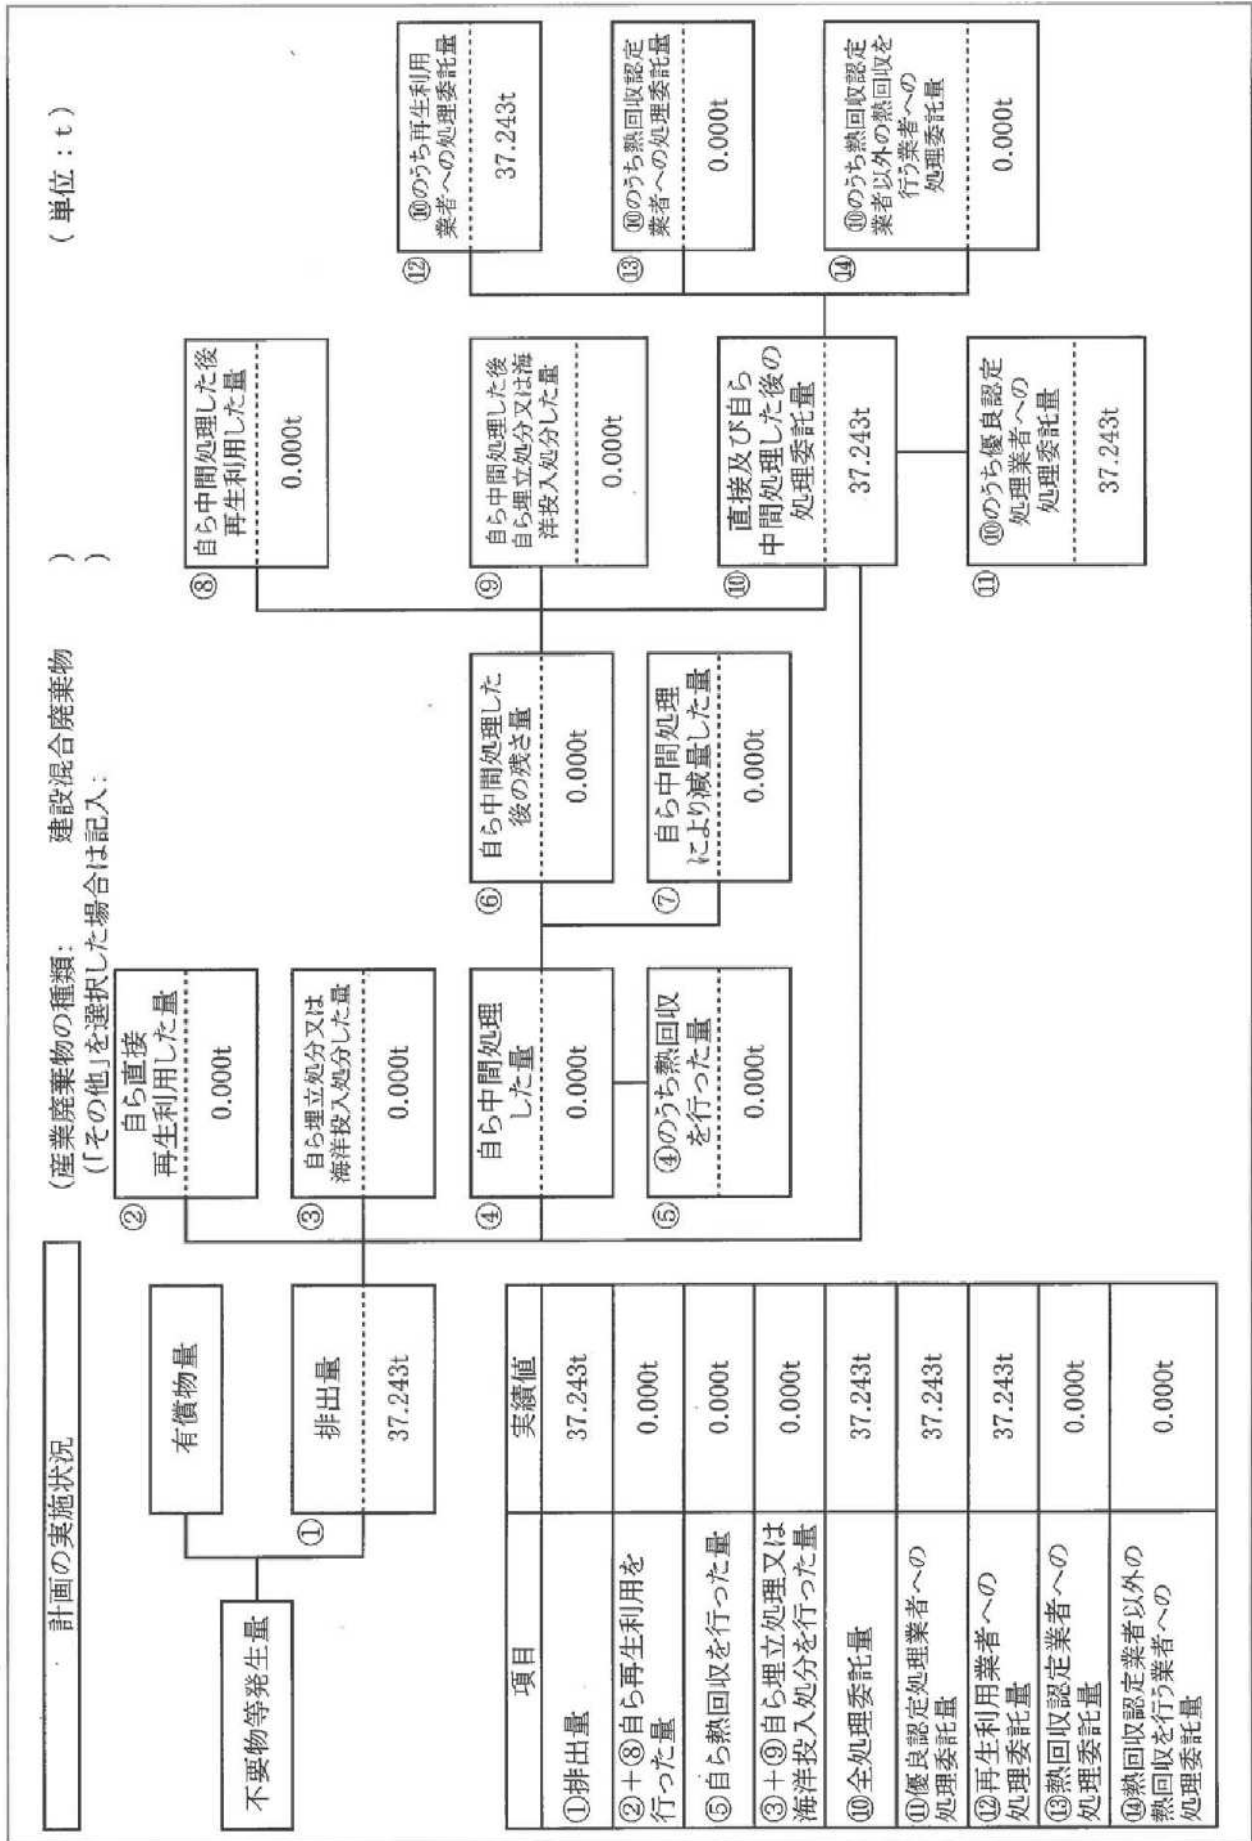 計画の実施状況
(産業廃棄物の種類: 建設混合廃棄物 )
(「その他」を選択した場合は記入: )
(単位:t)
不要物等発生量
有償物量
①
排出量
37.243t
②
自ら直接
再生利用した量
0.000t
③
自ら埋立処分又は
海洋投入処分した量
0.000t
④
自ら中間処理
した量
0.000t
⑤
④のうち熱回収
を行った量
0.000t
⑥
自ら中間処理した
後の残さ量
0.000t
⑦
自ら中間処理
により減量した量
0.000t
⑧
自ら中間処理した後
再生利用した量
0.000t
⑨
自ら中間処理した後
自ら埋立処分又は海
洋投入処分した量
0.000t
⑩
直接及び自ら
中間処理した後の
処理委託量
37.243t
⑪
⑩のうち優良認定
処理業者への
処理委託量
37.243t
⑫
⑩のうち再生利用
業者への処理委託量
37.243t
⑬
⑩のうち熱回収認定
業者への処理委託量
0.000t
⑭
⑩のうち熱回収認定
業者以外の熱回収を
行う業者への
処理委託量
0.000t
項目 実績値
①排出量 37.243t
②+⑧自ら再生利用を
行った量 0.000t
⑤自ら熱回収を行った量 0.000t
③+⑨自ら埋立処理又は
海洋投入処分を行った量 0.000t
⑩全処理委託量 37.243t
⑪優良認定処理業者への
処理委託量 37.243t
⑫再生利用業者への
処理委託量 37.243t
⑬熱回収認定業者への
処理委託量 0.000t
⑭熱回収認定業者以外の
熱回収を行う業者への
処理委託量 0.000t